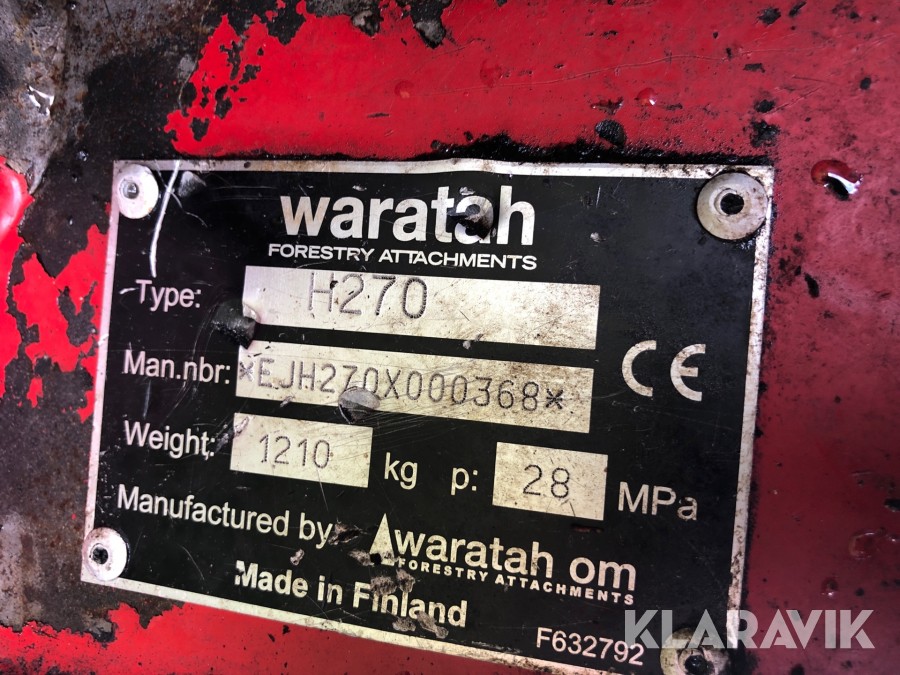 waratah
FORESTRY ATTACHMENTS
Type: H270
Man.nbr: *EJH270X000368*
Weight: 1210 kg p: 28 MPa
CE
Manufactured by waratah om
FORESTRY ATTACHMENTS
Made in Finland
F632792
KLARAVIK